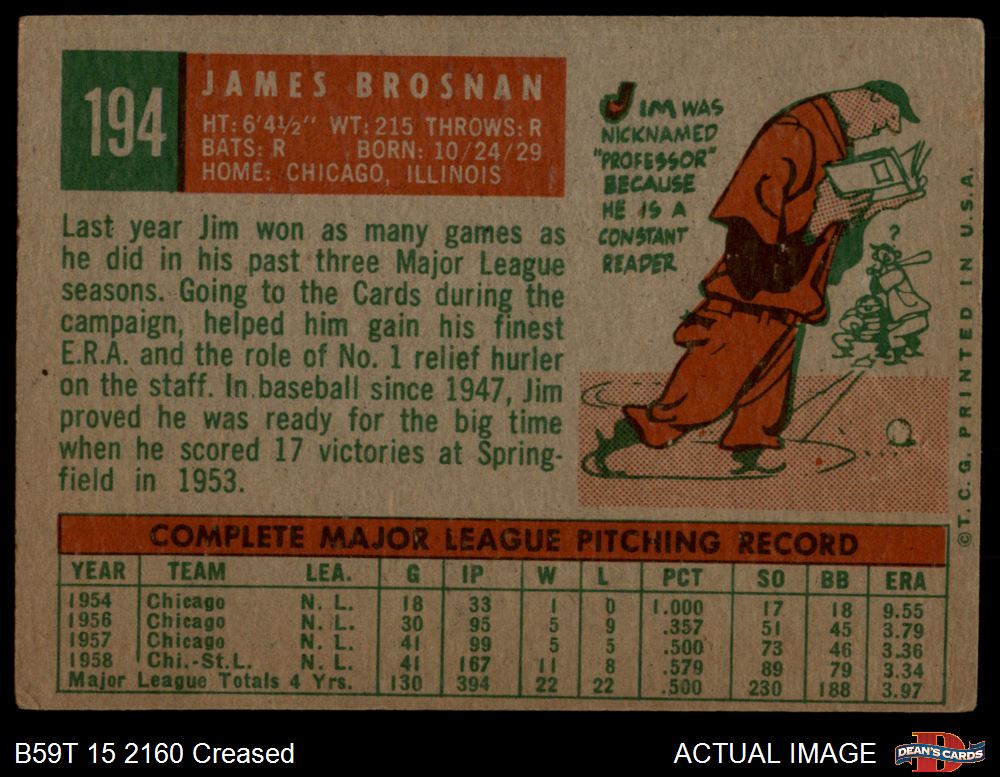 194
JAMES BROSNAN
HT: 6'4½" WT: 215 THROWS: R
BATS: R BORN: 10/24/29
HOME: CHICAGO, ILLINOIS
Last year Jim won as many games as
he did in his past three Major League
seasons. Going to the Cards during the
campaign, helped him gain his finest
E.R.A. and the role of No. 1 relief hurler
on the staff. In baseball since 1947, Jim
proved he was ready for the big time
when he scored 17 victories at Spring-
field in 1953.
JIM WAS
NICKNAMED
"PROFESSOR"
BECAUSE
HE IS A
CONSTANT
READER
?
©T. C. G. PRINTED IN U.S.A.
COMPLETE MAJOR LEAGUE PITCHING RECORD
YEAR TEAM LEA. G IP W L PCT SO BB ERA
1954 Chicago N. L. 18 33 1 0 1.000 17 18 9.55
1956 Chicago N. L. 30 95 5 9 .357 51 45 3.79
1957 Chicago N. L. 41 99 5 5 .500 73 46 3.36
1958 Chi.-St.L. N. L. 41 167 11 8 .579 89 79 3.34
Major League Totals 4 Yrs. 130 394 22 22 .500 230 188 3.97
B59T 15 2160 Creased
ACTUAL IMAGE
DEAN'S CARDS